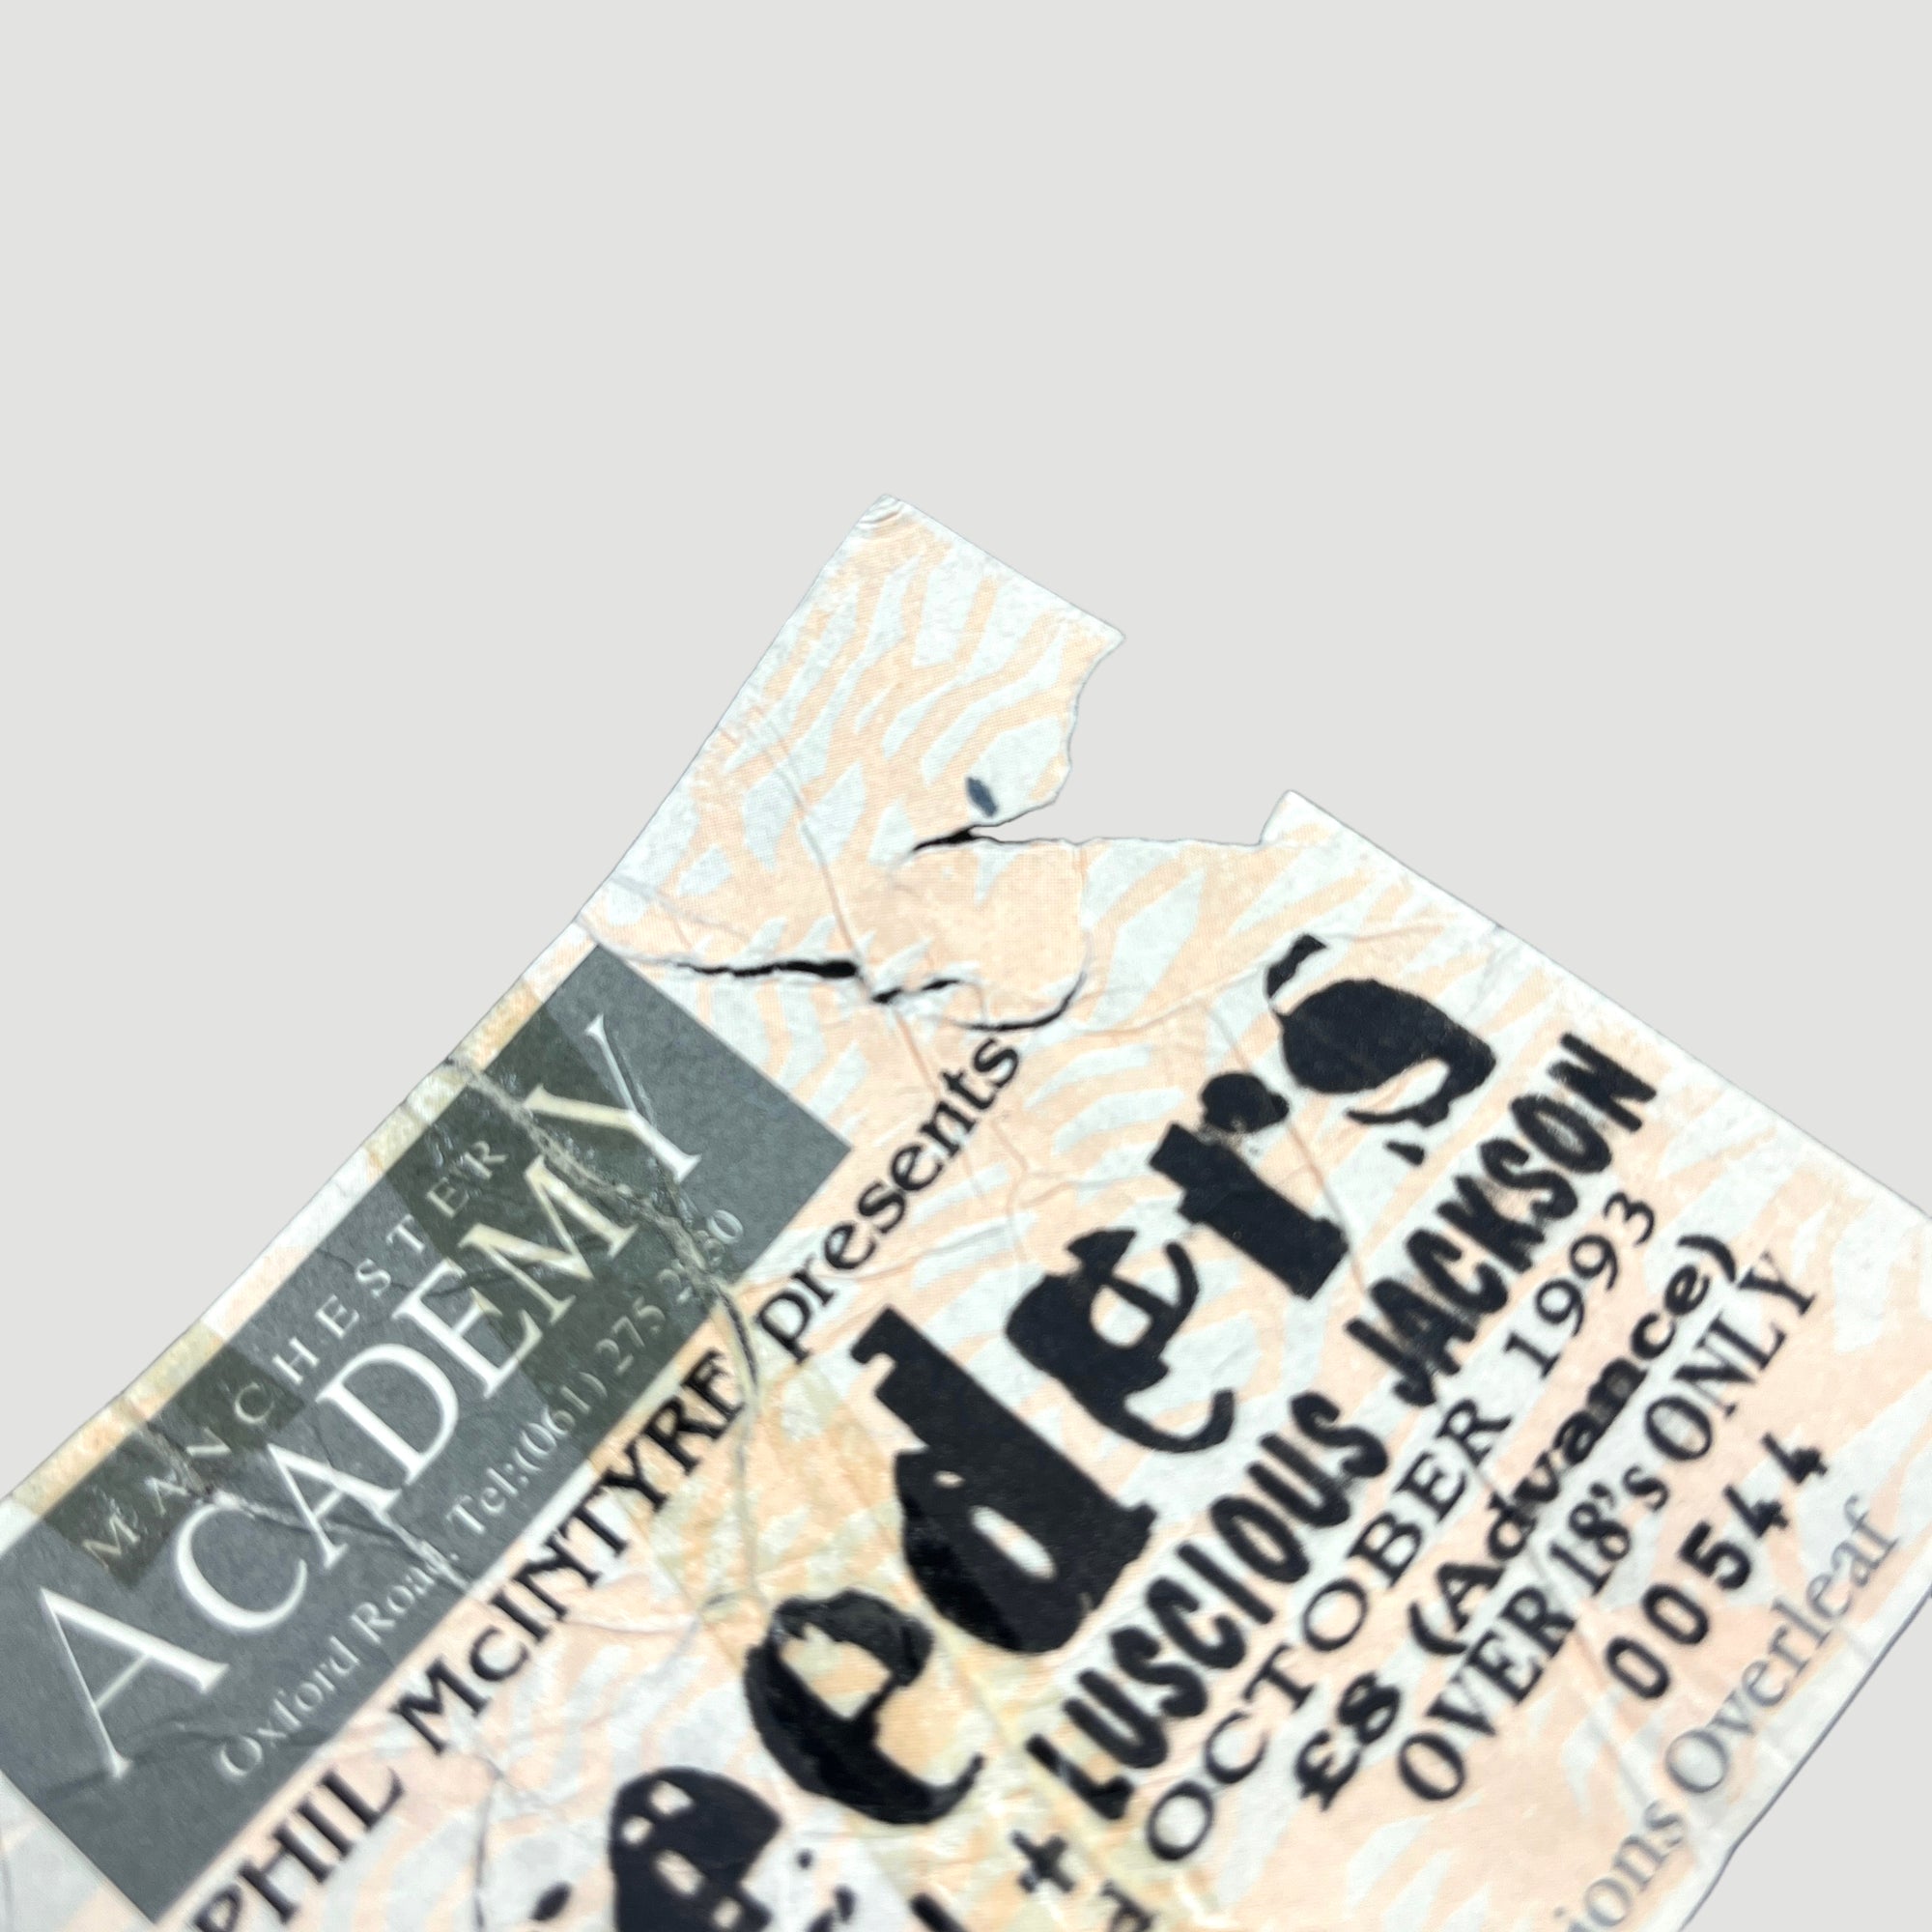 MANCHESTER
ACADEMY
Oxford Road. Tel:(061) 275 2930
PHIL McINTYRE presents
eeders
+ LUSCIOUS JACKSON
OCTOBER 1993
£8 (Advance)
OVER 18's ONLY
00544
ions Overleaf